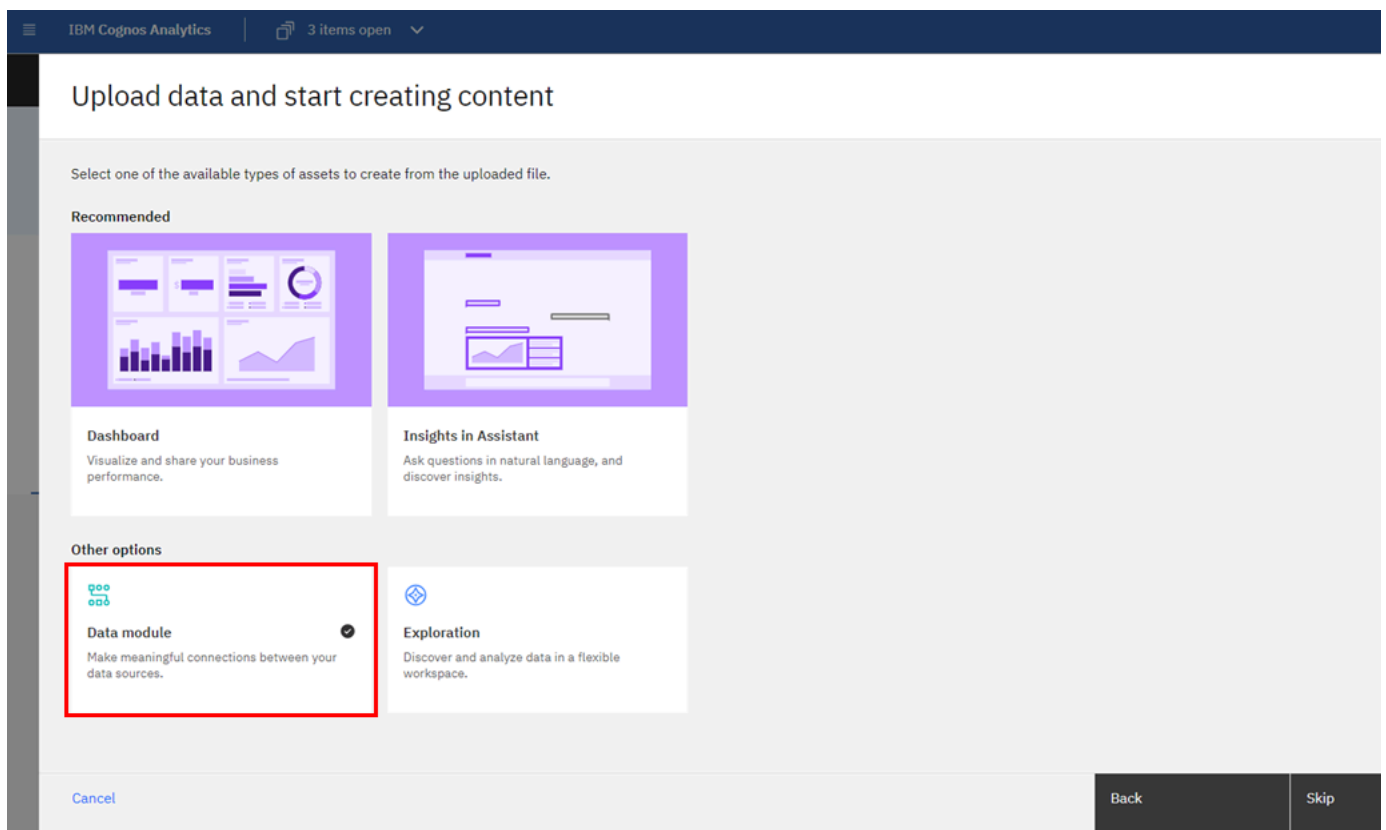 IBM Cognos Analytics
3 items open
Upload data and start creating content
Select one of the available types of assets to create from the uploaded file.
Recommended
$
Dashboard
Visualize and share your business
performance.
Insights in Assistant
Ask questions in natural language, and
discover insights.
Other options
Data module
Make meaningful connections between your
data sources.
Exploration
Discover and analyze data in a flexible
workspace.
Cancel
Back
Skip